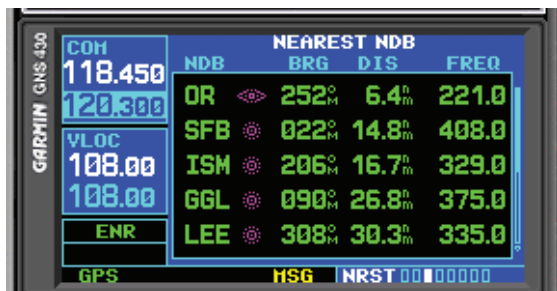 GARMIN GNS 430
COM
118.450
120.300
VLOC
108.00
108.00
ENR
GPS
NEAREST NDB
NDB BRG DIS FREQ
OR 252°M 6.4nm 221.0
SFB 022°M 14.8nm 408.0
ISM 206°M 16.7nm 329.0
GGL 090°M 26.8nm 375.0
LEE 308°M 30.3nm 335.0
MSG NRST